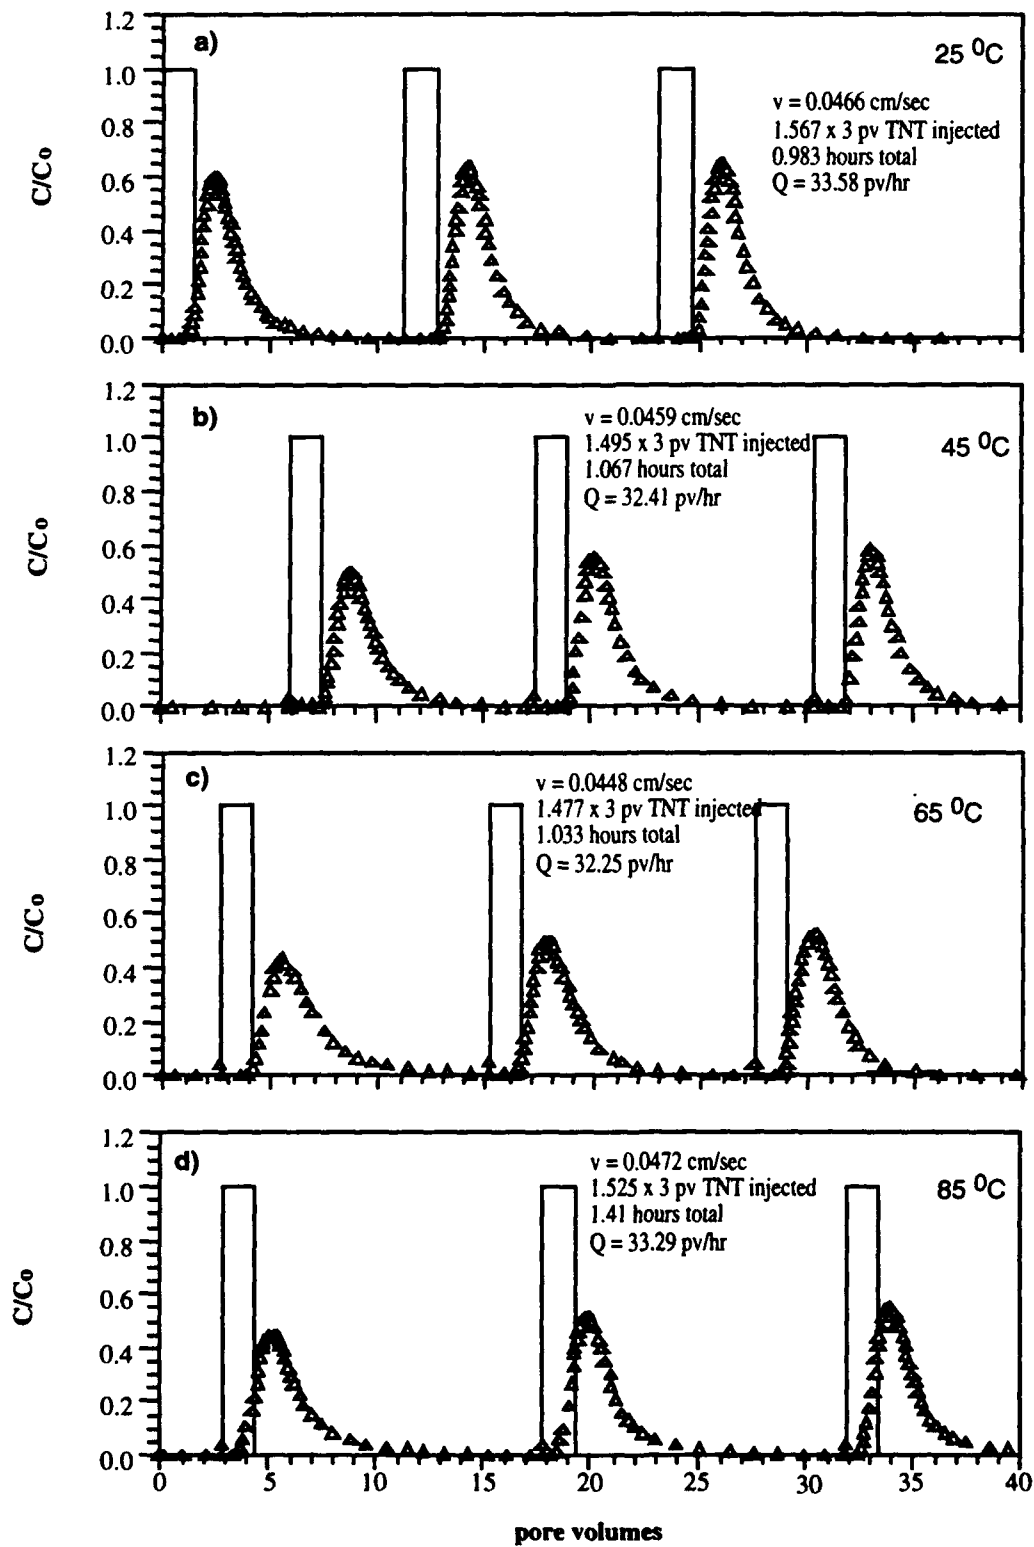 a)
25 ⁰C
v = 0.0466 cm/sec
1.567 x 3 pv TNT injected
0.983 hours total
Q = 33.58 pv/hr
C/Co
1.2
1.0
0.8
0.6
0.4
0.2
0.0
b)
45 ⁰C
v = 0.0459 cm/sec
1.495 x 3 pv TNT injected
1.067 hours total
Q = 32.41 pv/hr
C/Co
1.2
1.0
0.8
0.6
0.4
0.2
0.0
c)
65 ⁰C
v = 0.0448 cm/sec
1.477 x 3 pv TNT injected
1.033 hours total
Q = 32.25 pv/hr
C/Co
1.2
1.0
0.8
0.6
0.4
0.2
0.0
d)
85 ⁰C
v = 0.0472 cm/sec
1.525 x 3 pv TNT injected
1.41 hours total
Q = 33.29 pv/hr
C/Co
1.2
1.0
0.8
0.6
0.4
0.2
0.0
0 5 10 15 20 25 30 35 40
pore volumes